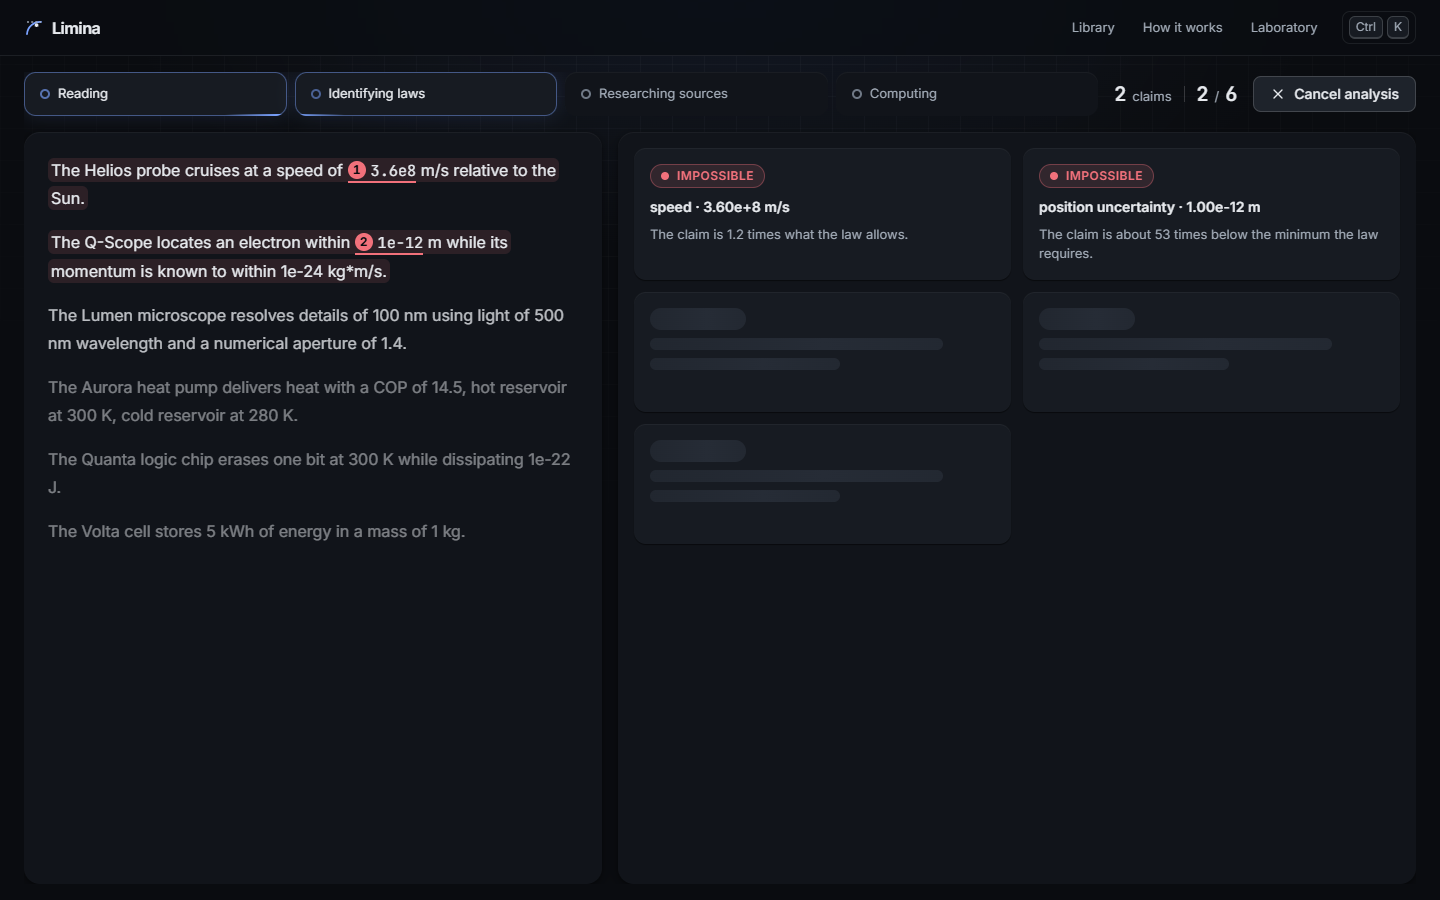 Limina
Library
How it works
Laboratory
Ctrl
K
Reading
Identifying laws
Researching sources
Computing
2 claims
2 / 6
Cancel analysis
The Helios probe cruises at a speed of 1 3.6e8 m/s relative to the
Sun.
The Q-Scope locates an electron within 2 1e-12 m while its
momentum is known to within 1e-24 kg*m/s.
The Lumen microscope resolves details of 100 nm using light of 500
nm wavelength and a numerical aperture of 1.4.
The Aurora heat pump delivers heat with a COP of 14.5, hot reservoir
at 300 K, cold reservoir at 280 K.
The Quanta logic chip erases one bit at 300 K while dissipating 1e-22
J.
The Volta cell stores 5 kWh of energy in a mass of 1 kg.
IMPOSSIBLE
speed · 3.60e+8 m/s
The claim is 1.2 times what the law allows.
IMPOSSIBLE
position uncertainty · 1.00e-12 m
The claim is about 53 times below the minimum the law
requires.